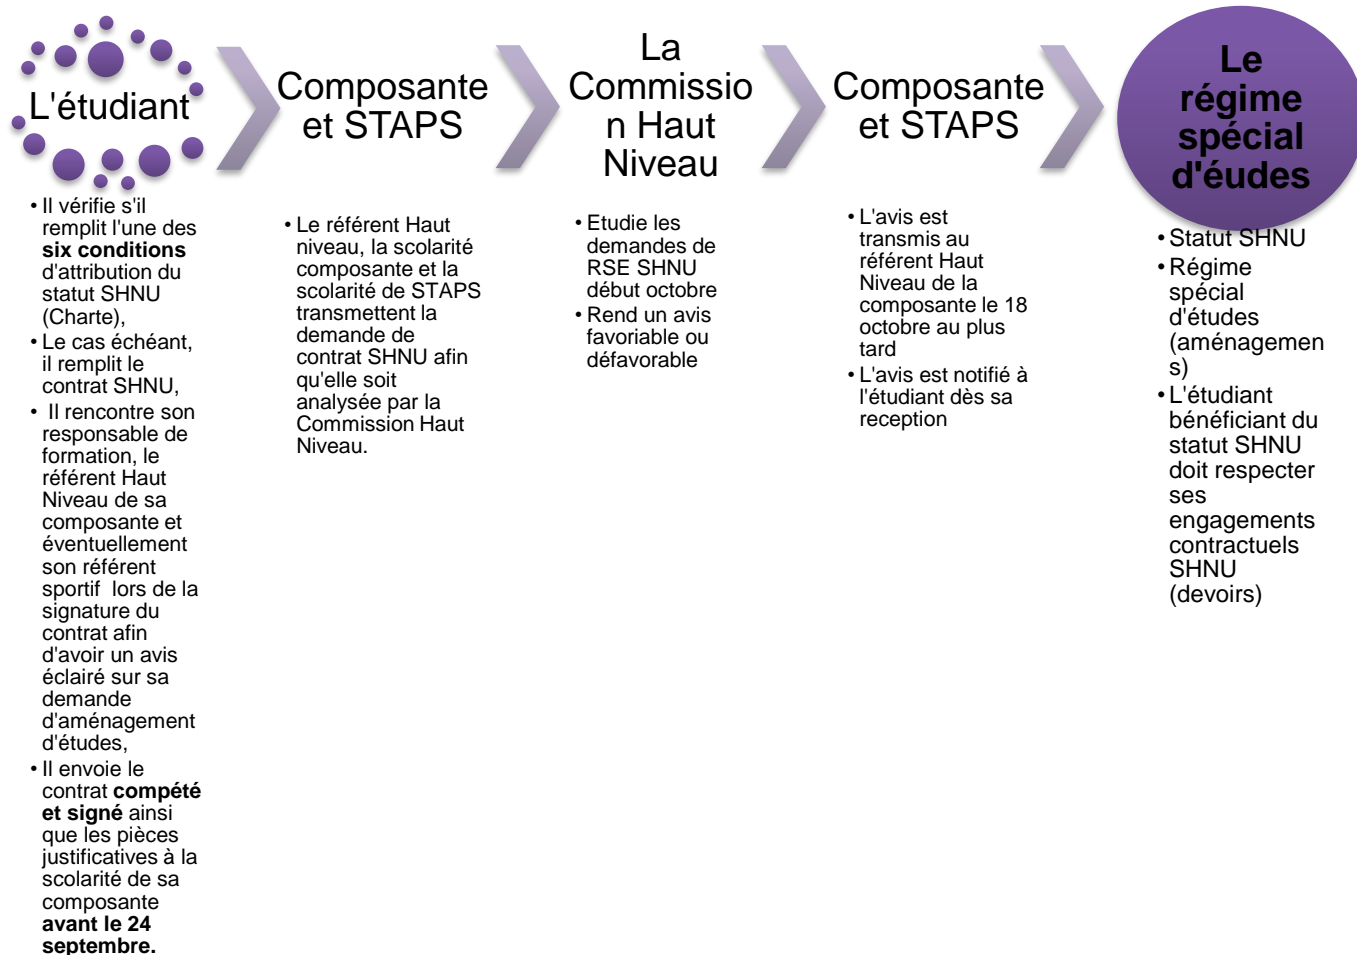 L'étudiant
• Il vérifie s'il
remplit l'une des
six conditions
d'attribution du
statut SHNU
(Charte),
• Le cas échéant,
il remplit le
contrat SHNU,
• Il rencontre son
responsable de
formation, le
référent Haut
Niveau de sa
composante et
éventuellement
son référent
sportif lors de la
signature du
contrat afin
d'avoir un avis
éclairé sur sa
demande
d'aménagement
d'études,
• Il envoie le
contrat compété
et signé ainsi
que les pièces
justificatives à la
scolarité de sa
composante
avant le 24
septembre.
Composante
et STAPS
• Le référent Haut
niveau, la scolarité
composante et la
scolarité de STAPS
transmettent la
demande de
contrat SHNU afin
qu'elle soit
analysée par la
Commission Haut
Niveau.
La
Commissio
n Haut
Niveau
• Etudie les
demandes de
RSE SHNU
début octobre
• Rend un avis
favoriable ou
défavorable
Composante
et STAPS
• L'avis est
transmis au
référent Haut
Niveau de la
composante le 18
octobre au plus
tard
• L'avis est notifié à
l'étudiant dès sa
reception
Le
régime
spécial
d'éudes
• Statut SHNU
• Régime
spécial
d'études
(aménagemen
s)
• L'étudiant
bénéficiant du
statut SHNU
doit respecter
ses
engagements
contractuels
SHNU
(devoirs)